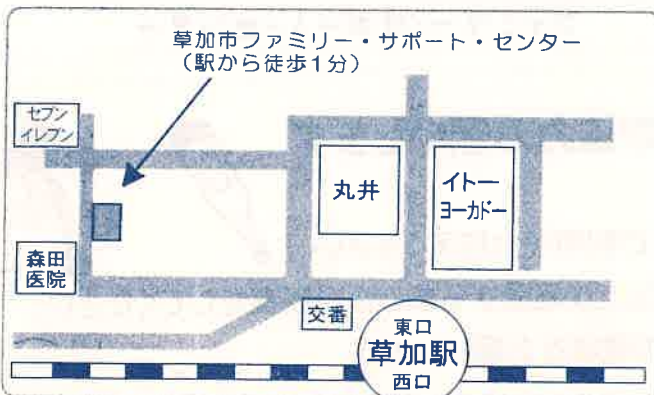 草加市ファミリー・サポート・センター
(駅から徒歩1分)
セブン
イレブン
丸井
イトー
ヨーカドー
森田
医院
交番
東口
草加駅
西口